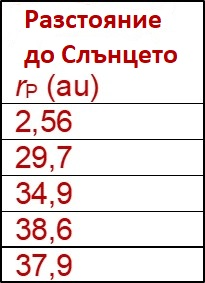 Разстояние
до Слънцето
rP (au)
2,56
29,7
34,9
38,6
37,9